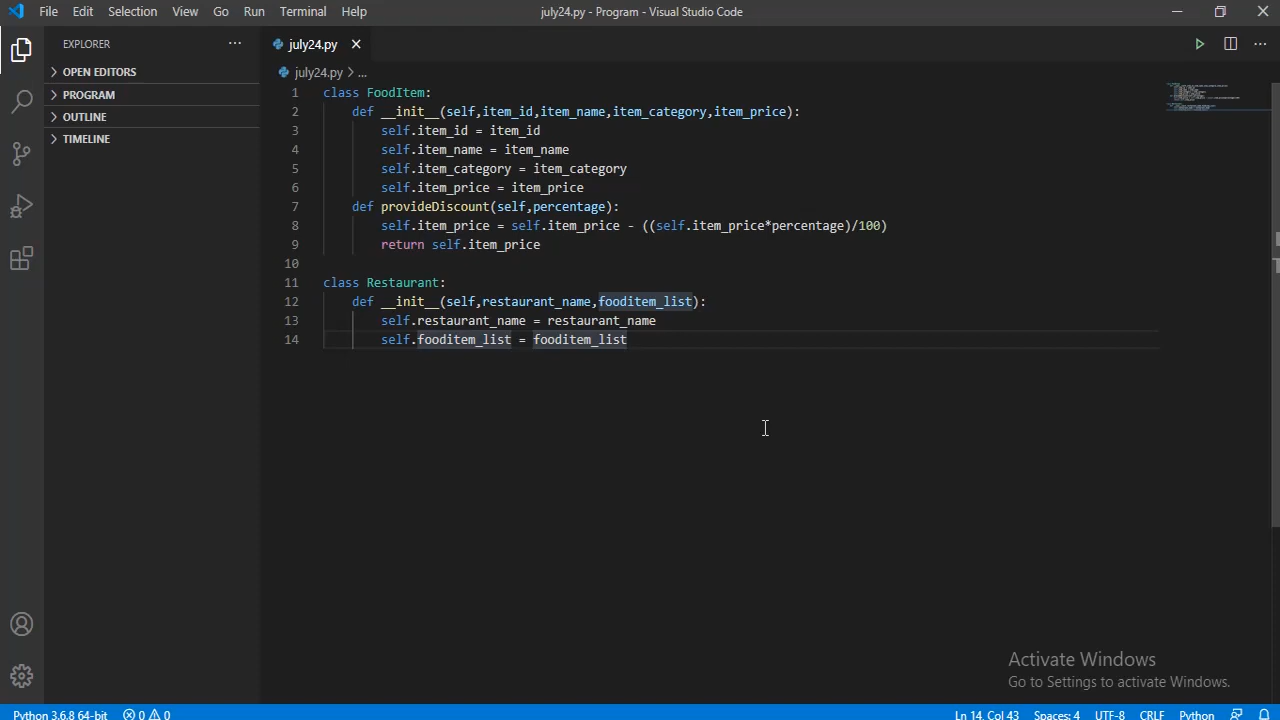 File Edit Selection View Go Run Terminal Help july24.py - Program - Visual Studio Code
EXPLORER
OPEN EDITORS
PROGRAM
OUTLINE
TIMELINE
july24.py
july24.py > ...
1 class FoodItem:
2     def __init__(self,item_id,item_name,item_category,item_price):
3         self.item_id = item_id
4         self.item_name = item_name
5         self.item_category = item_category
6         self.item_price = item_price
7     def provideDiscount(self,percentage):
8         self.item_price = self.item_price - ((self.item_price*percentage)/100)
9         return self.item_price
10
11 class Restaurant:
12     def __init__(self,restaurant_name,fooditem_list):
13         self.restaurant_name = restaurant_name
14         self.fooditem_list = fooditem_list
Activate Windows
Go to Settings to activate Windows.
Python 3.6.8 64-bit 0 0 Ln 14, Col 43 Spaces: 4 UTF-8 CRLF Python